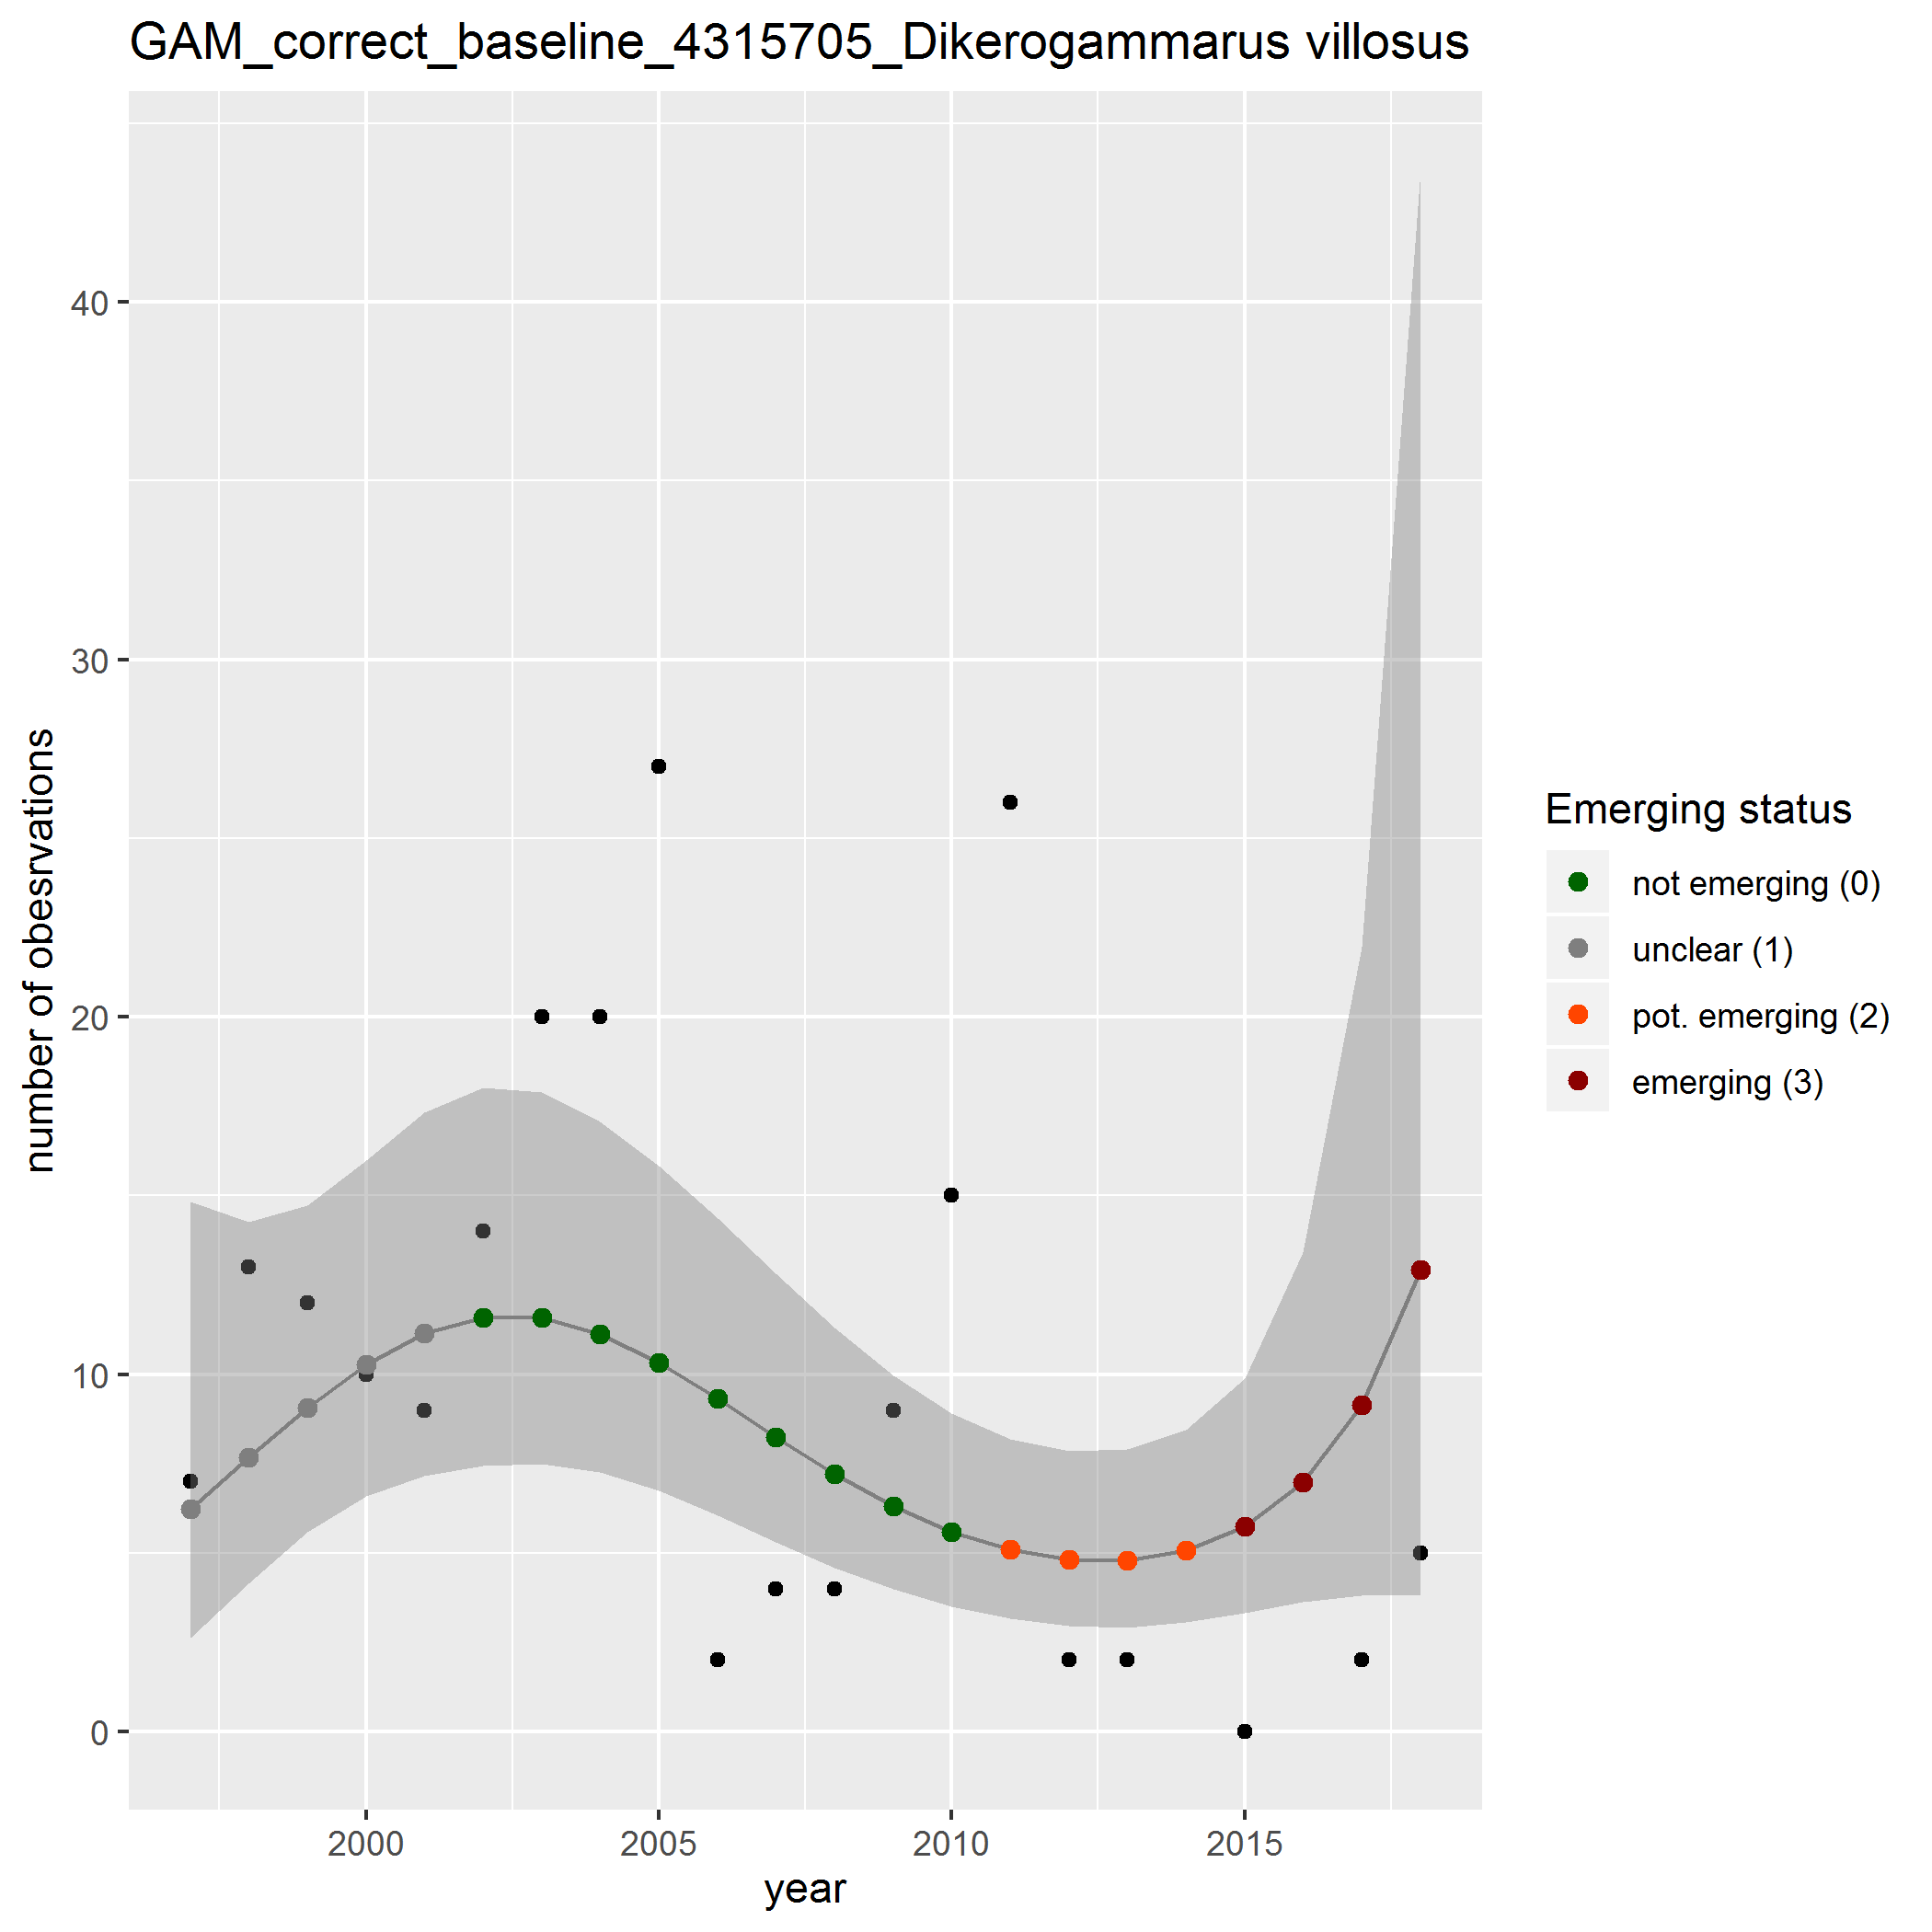 GAM_correct_baseline_4315705_Dikerogammarus villosus
number of obesrvations
40
30
20
10
0
2000 2005 2010 2015
year
Emerging status
not emerging (0)
unclear (1)
pot. emerging (2)
emerging (3)